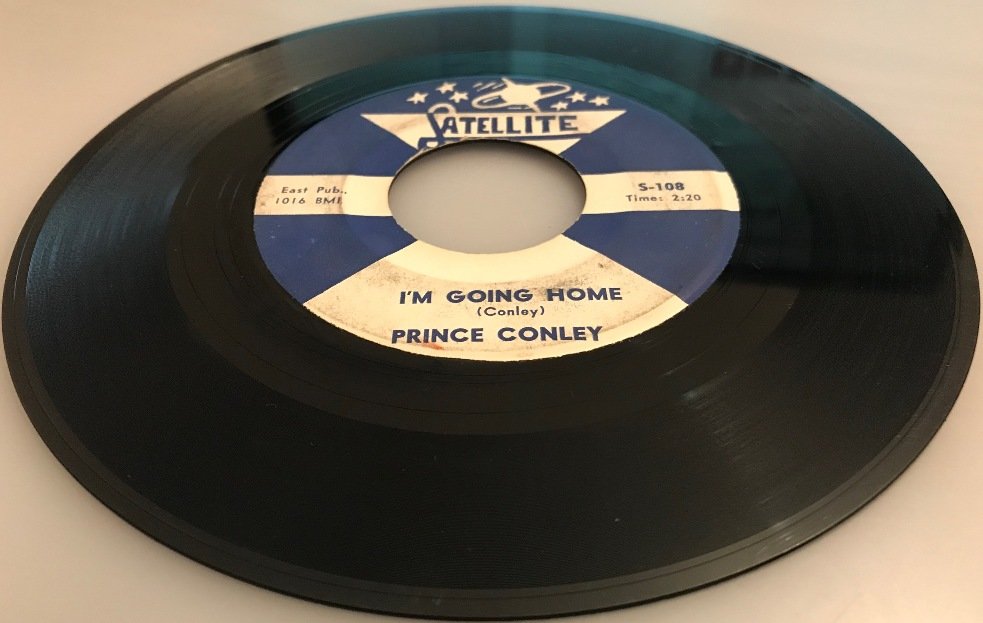 SATELLITE
East Pub.,
1016 BMI
S-108
Time: 2:20
I'M GOING HOME
(Conley)
PRINCE CONLEY